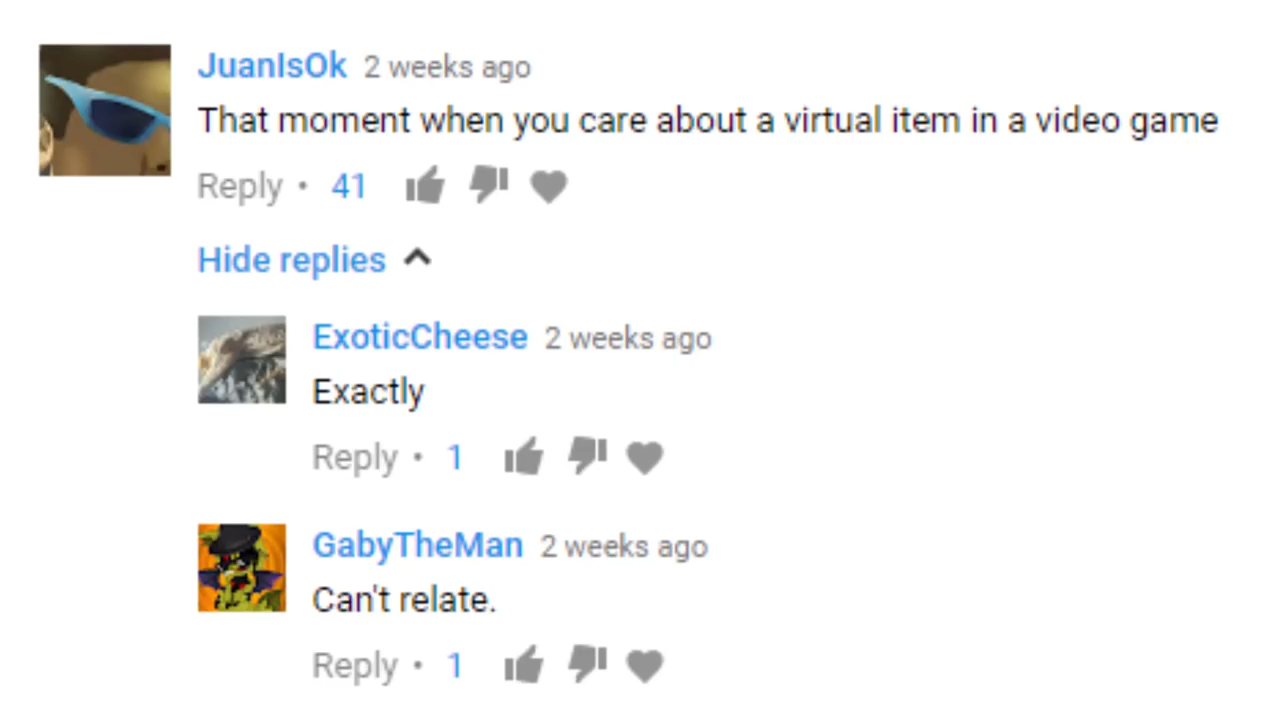 JuanIsOk 2 weeks ago
That moment when you care about a virtual item in a video game
Reply • 41
Hide replies
ExoticCheese 2 weeks ago
Exactly
Reply • 1
GabyTheMan 2 weeks ago
Can't relate.
Reply • 1